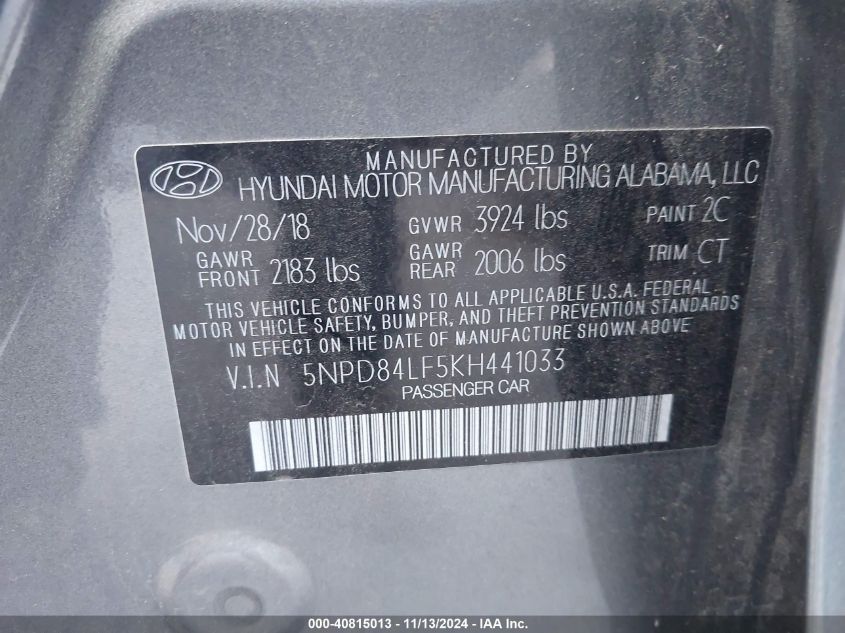 MANUFACTURED BY
HYUNDAI MOTOR MANUFACTURING ALABAMA, LLC
Nov/28/18 GVWR 3924 lbs PAINT 2C
GAWR FRONT 2183 lbs GAWR REAR 2006 lbs TRIM CT
THIS VEHICLE CONFORMS TO ALL APPLICABLE U.S.A. FEDERAL
MOTOR VEHICLE SAFETY, BUMPER, AND THEFT PREVENTION STANDARDS
IN EFFECT ON THE DATE OF MANUFACTURE SHOWN ABOVE
V.I.N 5NPD84LF5KH441033
PASSENGER CAR
000-40815013 - 11/13/2024 - IAA Inc.